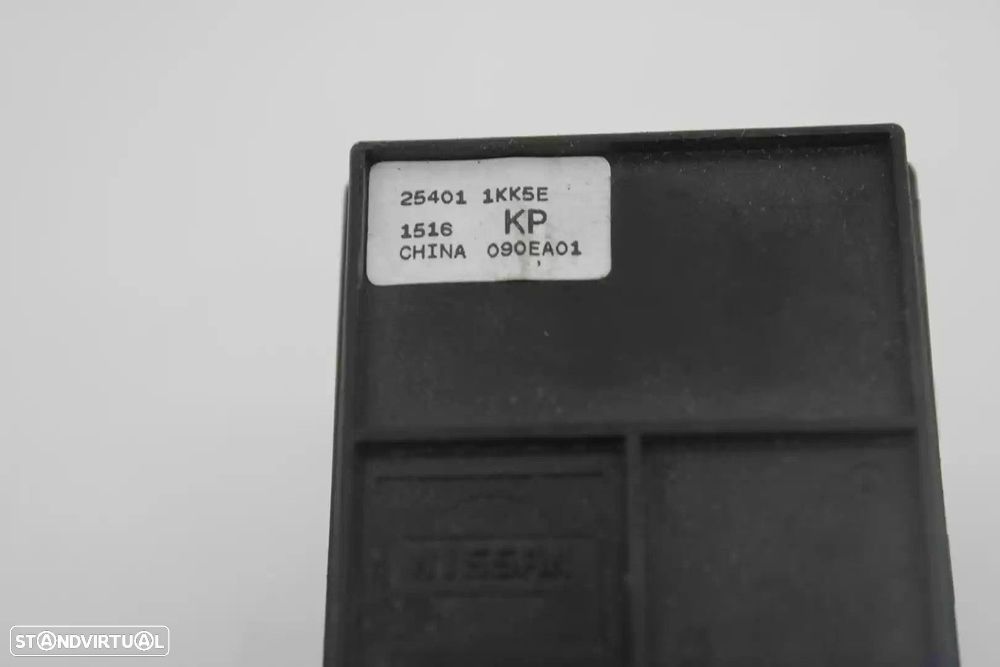 25401 1KK5E
1516 KP
CHINA 090EA01
NISSAN
STANDVIRTUAL